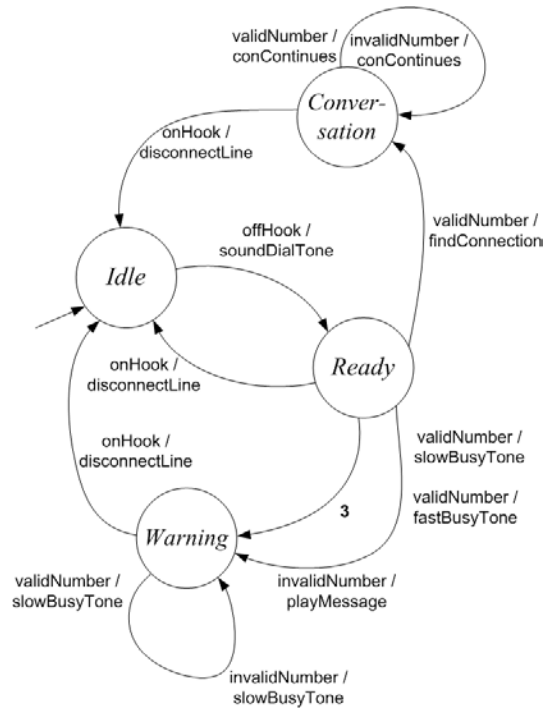 validNumber /
conContinues
invalidNumber /
conContinues
Conver-
sation
onHook /
disconnectLine
validNumber /
findConnection
offHook /
soundDialTone
Idle
Ready
onHook /
disconnectLine
onHook /
disconnectLine
validNumber /
slowBusyTone
validNumber /
fastBusyTone
3
Warning
validNumber /
slowBusyTone
invalidNumber /
playMessage
invalidNumber /
slowBusyTone